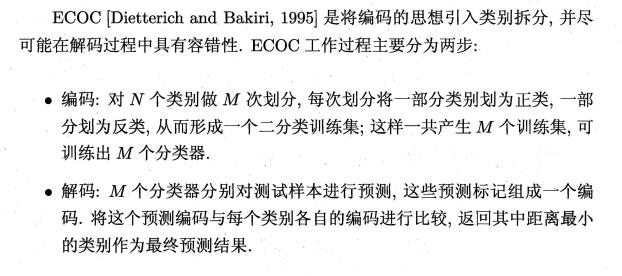 ECOC [Dietterich and Bakiri, 1995] 是将编码的思想引入类别拆分, 并尽
可能在解码过程中具有容错性. ECOC 工作过程主要分为两步:
• 编码: 对 N 个类别做 M 次划分, 每次划分将一部分类别划为正类, 一部
分划为反类, 从而形成一个二分类训练集; 这样一共产生 M 个训练集, 可
训练出 M 个分类器.
• 解码: M 个分类器分别对测试样本进行预测, 这些预测标记组成一个编
码. 将这个预测编码与每个类别各自的编码进行比较, 返回其中距离最小
的类别作为最终预测结果.